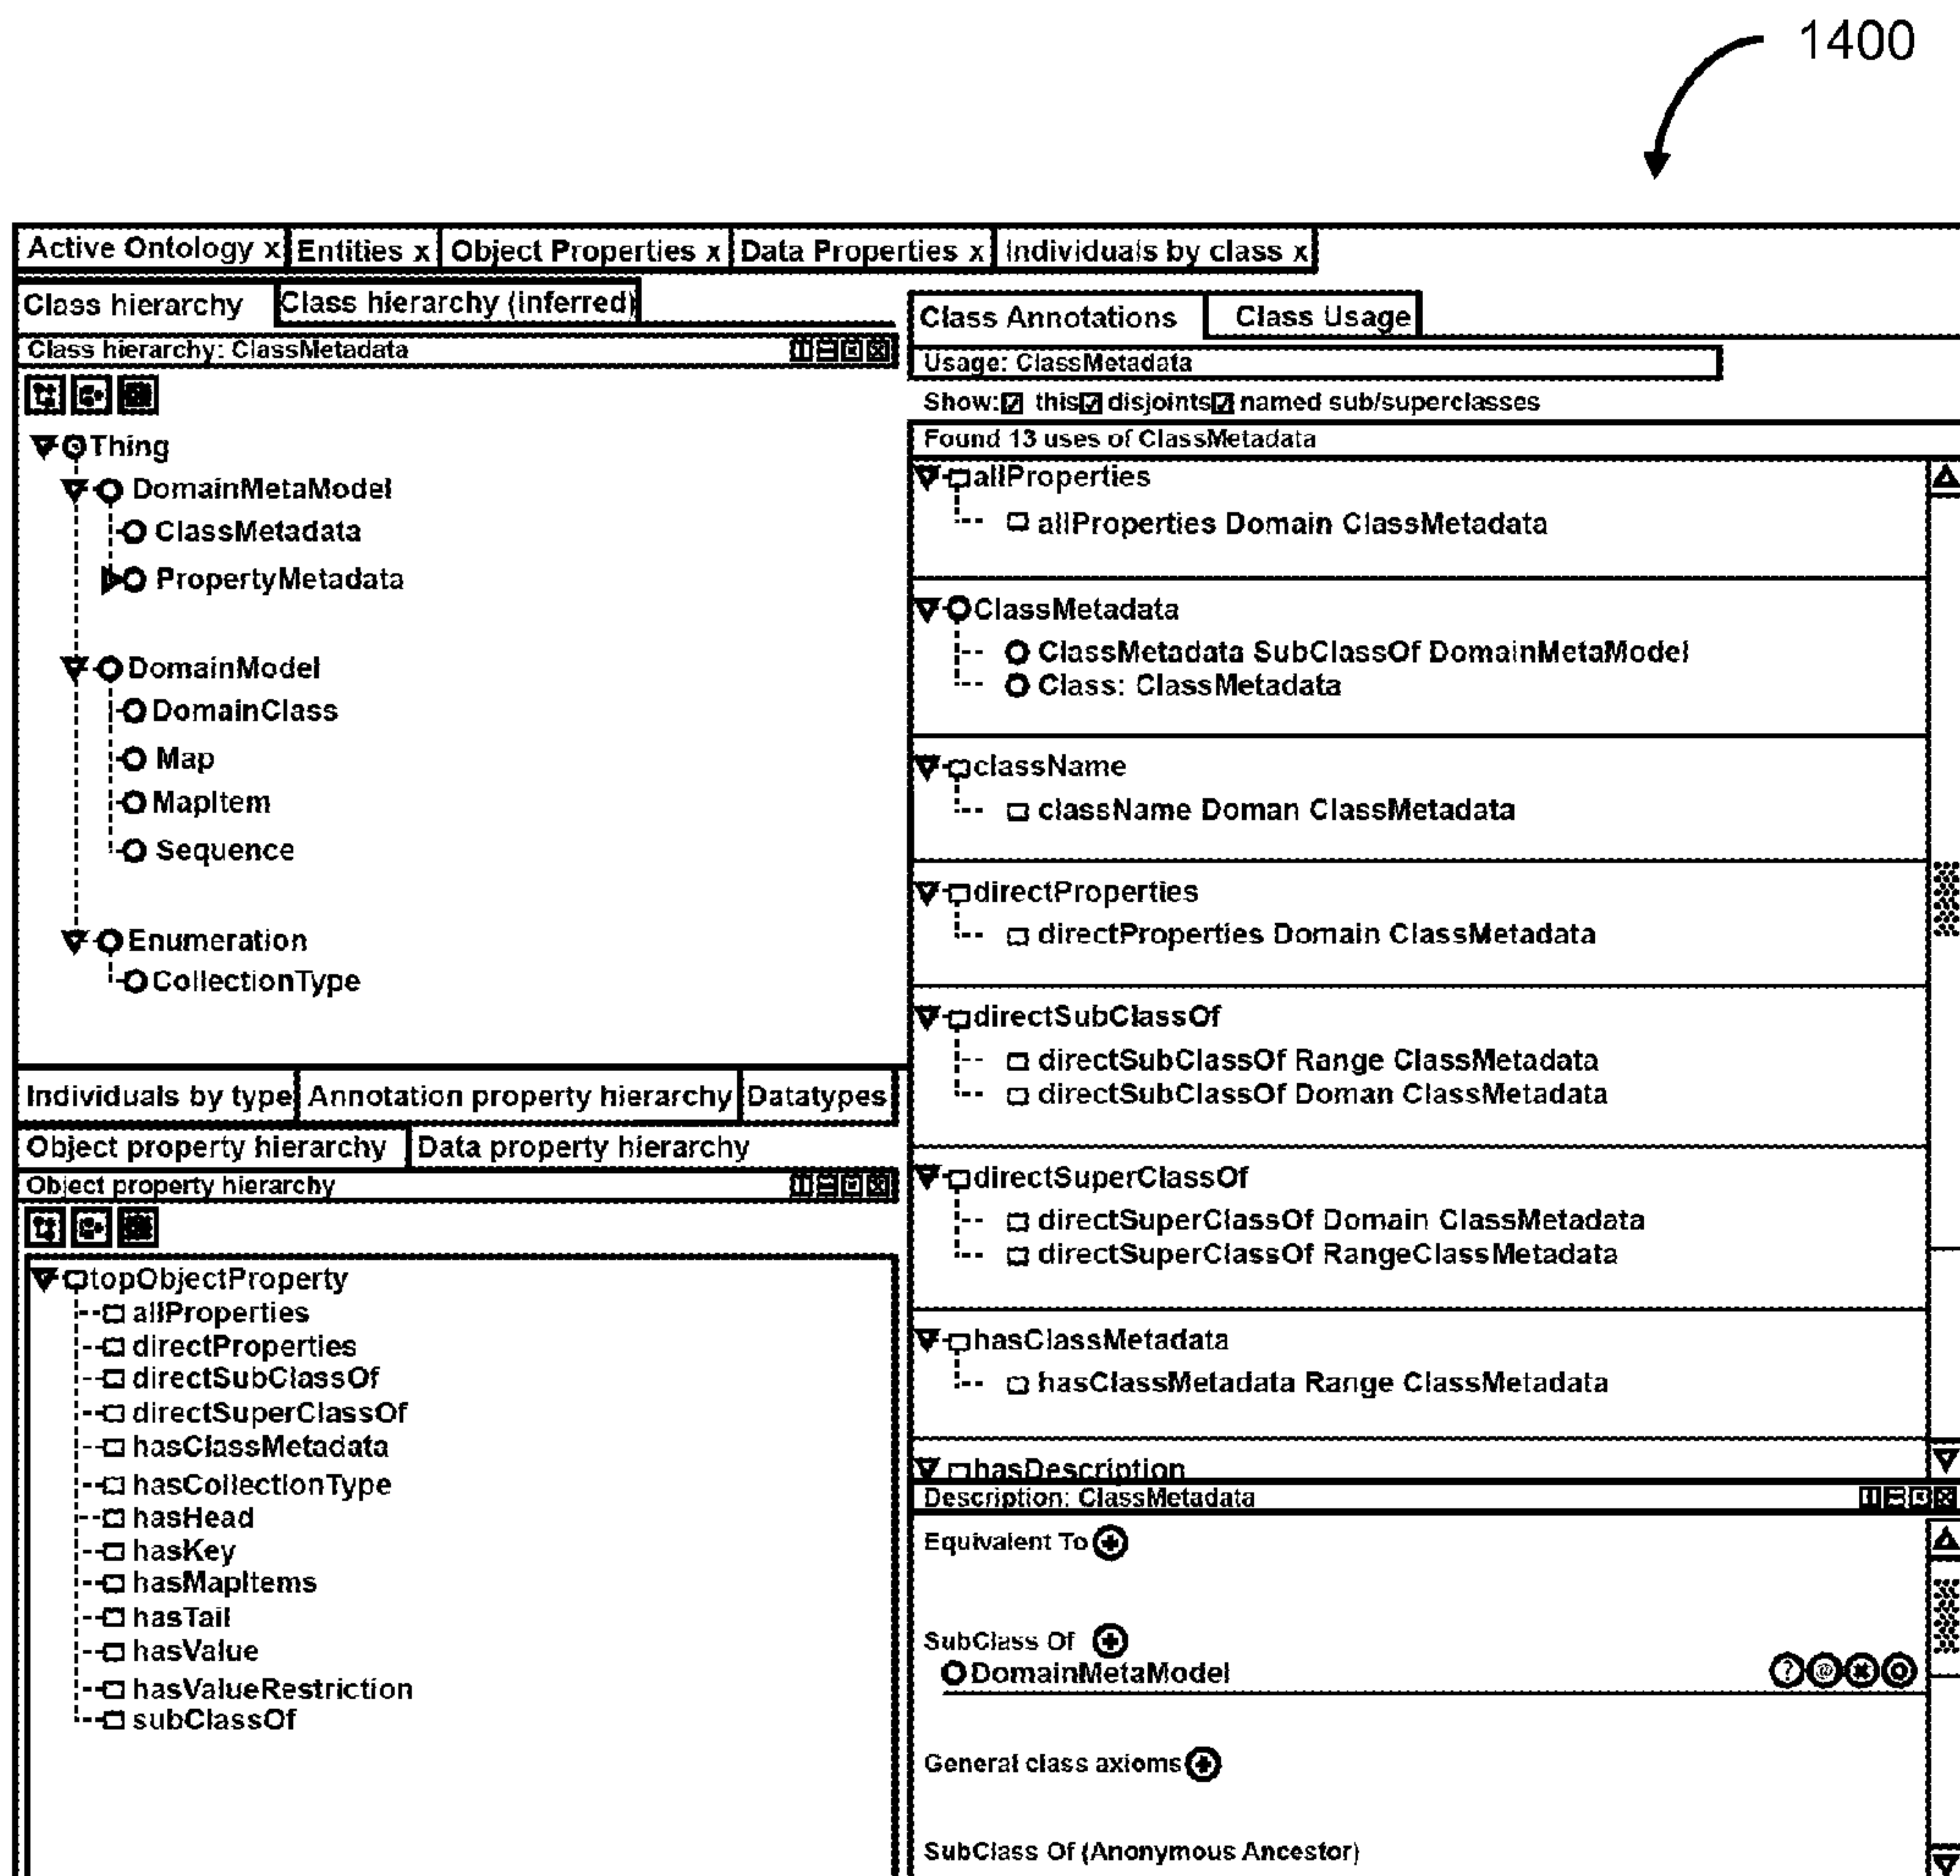 1400
Active Ontology x Entities x Object Properties x Data Properties x Individuals by class x
Class hierarchy Class hierarchy (inferred)
Class hierarchy: ClassMetadata
Thing
DomainMetaModel
ClassMetadata
PropertyMetadata
DomainModel
DomainClass
Map
MapItem
Sequence
Enumeration
CollectionType
Individuals by type Annotation property hierarchy Datatypes
Object property hierarchy Data property hierarchy
Object property hierarchy
topObjectProperty
allProperties
directProperties
directSubClassOf
directSuperClassOf
hasClassMetadata
hasCollectionType
hasHead
hasKey
hasMapItems
hasTail
hasValue
hasValueRestriction
subClassOf
Class Annotations Class Usage
Usage: ClassMetadata
Show: this disjoints named sub/superclasses
Found 13 uses of ClassMetadata
allProperties
allProperties Domain ClassMetadata
ClassMetadata
ClassMetadata SubClassOf DomainMetaModel
Class: ClassMetadata
className
className Doman ClassMetadata
directProperties
directProperties Domain ClassMetadata
directSubClassOf
directSubClassOf Range ClassMetadata
directSubClassOf Doman ClassMetadata
directSuperClassOf
directSuperClassOf Domain ClassMetadata
directSuperClassOf RangeClassMetadata
hasClassMetadata
hasClassMetadata Range ClassMetadata
hasDescription
Description: ClassMetadata
Equivalent To
SubClass Of
DomainMetaModel
General class axioms
SubClass Of (Anonymous Ancestor)